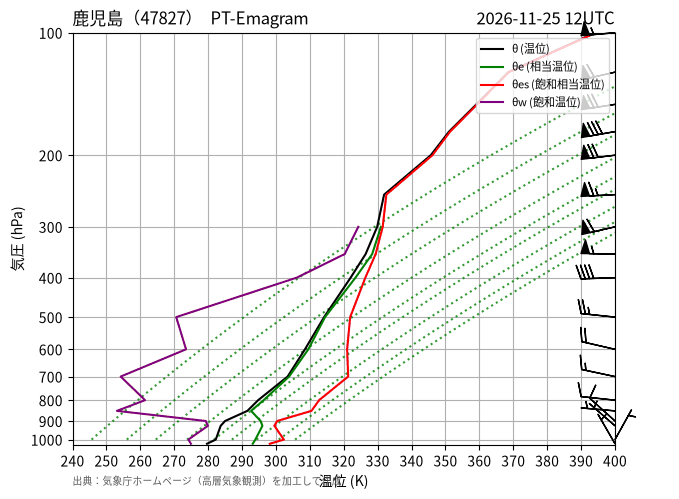 鹿児島（47827） PT-Emagram
2026-11-25 12UTC
θ (温位)
θe (相当温位)
θes (飽和相当温位)
θw (飽和温位)
気圧 (hPa)
100
200
300
400
500
600
700
800
900
1000
240 250 260 270 280 290 300 310 320 330 340 350 360 370 380 390 400
温位 (K)
出典：気象庁ホームページ（高層気象観測）を加工して